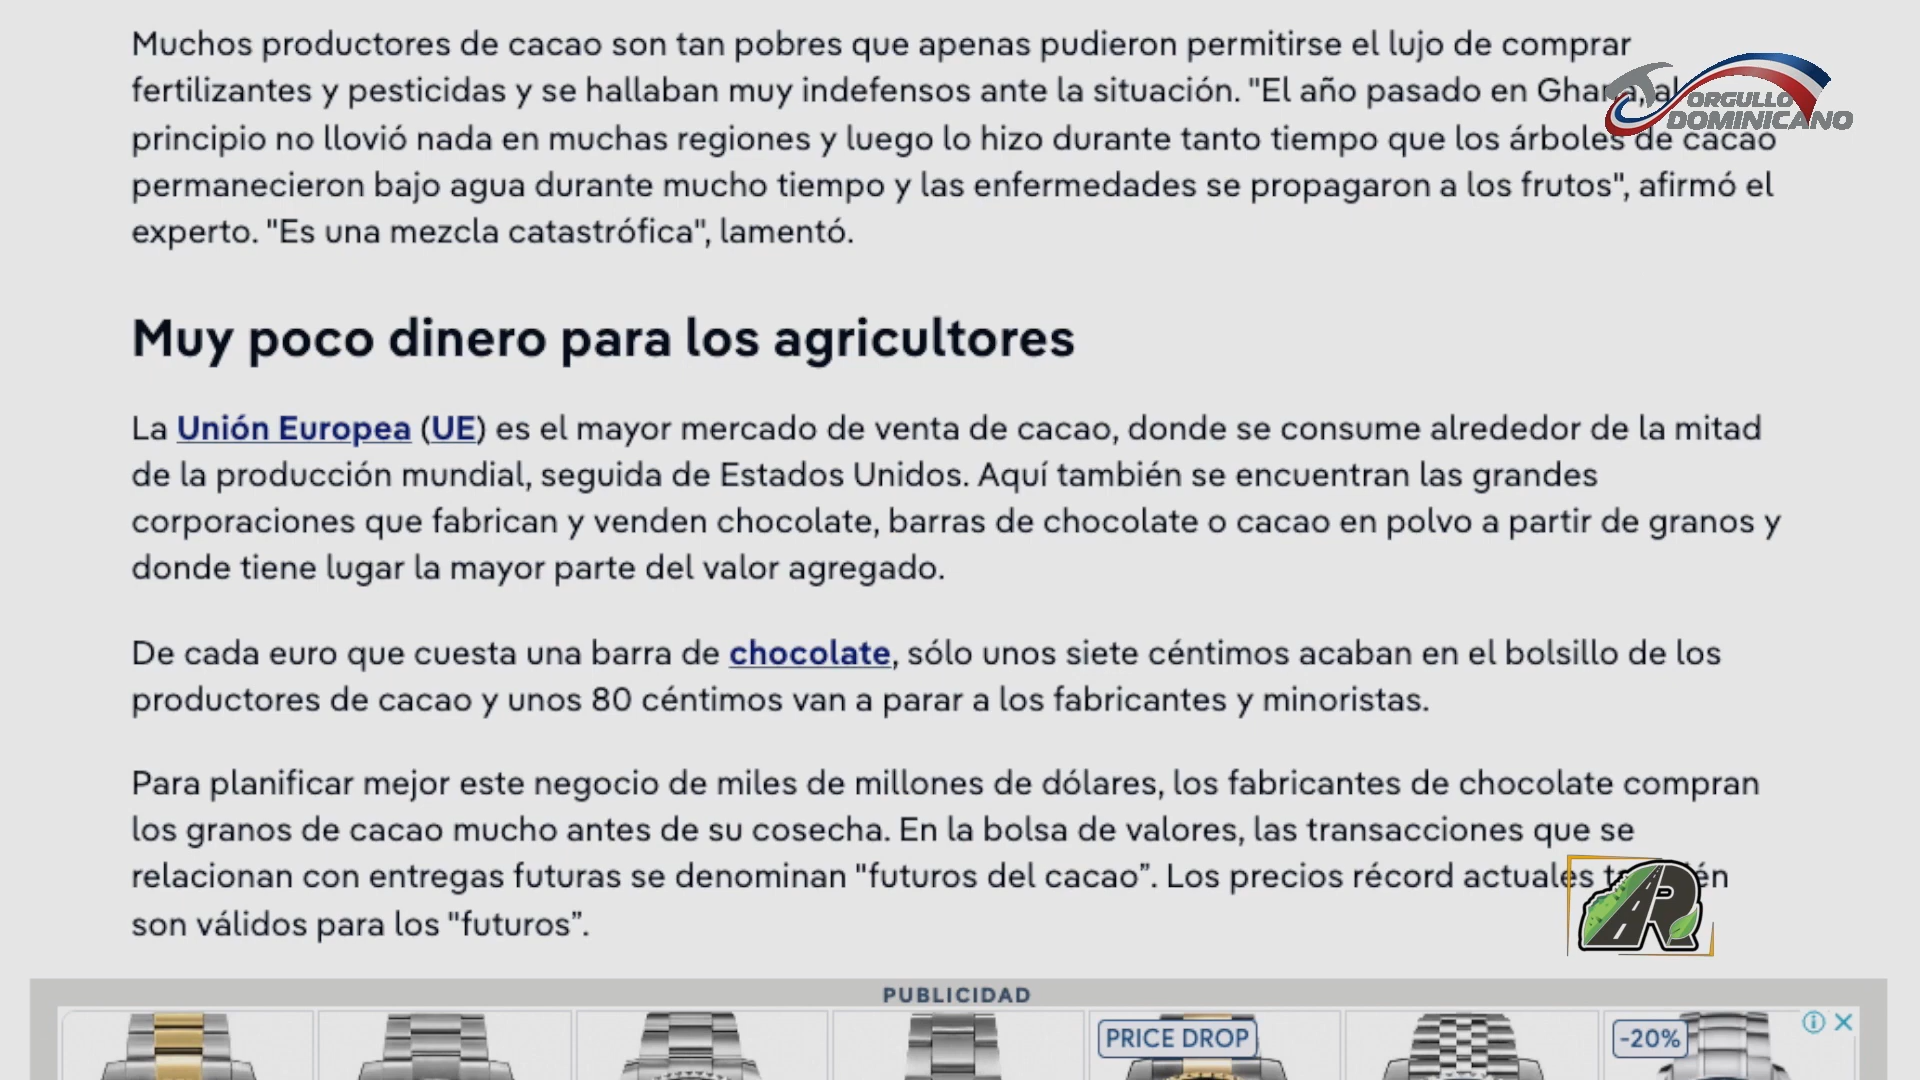 Muchos productores de cacao son tan pobres que apenas pudieron permitirse el lujo de comprar
fertilizantes y pesticidas y se hallaban muy indefensos ante la situación. "El año pasado en Ghana, al
principio no llovió nada en muchas regiones y luego lo hizo durante tanto tiempo que los árboles de cacao
permanecieron bajo agua durante mucho tiempo y las enfermedades se propagaron a los frutos", afirmó el
experto. "Es una mezcla catastrófica", lamentó.
ORGULLO
DOMINICANO
Muy poco dinero para los agricultores
La Unión Europea (UE) es el mayor mercado de venta de cacao, donde se consume alrededor de la mitad
de la producción mundial, seguida de Estados Unidos. Aquí también se encuentran las grandes
corporaciones que fabrican y venden chocolate, barras de chocolate o cacao en polvo a partir de granos y
donde tiene lugar la mayor parte del valor agregado.
De cada euro que cuesta una barra de chocolate, sólo unos siete céntimos acaban en el bolsillo de los
productores de cacao y unos 80 céntimos van a parar a los fabricantes y minoristas.
Para planificar mejor este negocio de miles de millones de dólares, los fabricantes de chocolate compran
los granos de cacao mucho antes de su cosecha. En la bolsa de valores, las transacciones que se
relacionan con entregas futuras se denominan "futuros del cacao”. Los precios récord actuales
son válidos para los "futuros”.
R
PUBLICIDAD
PRICE DROP
-20%